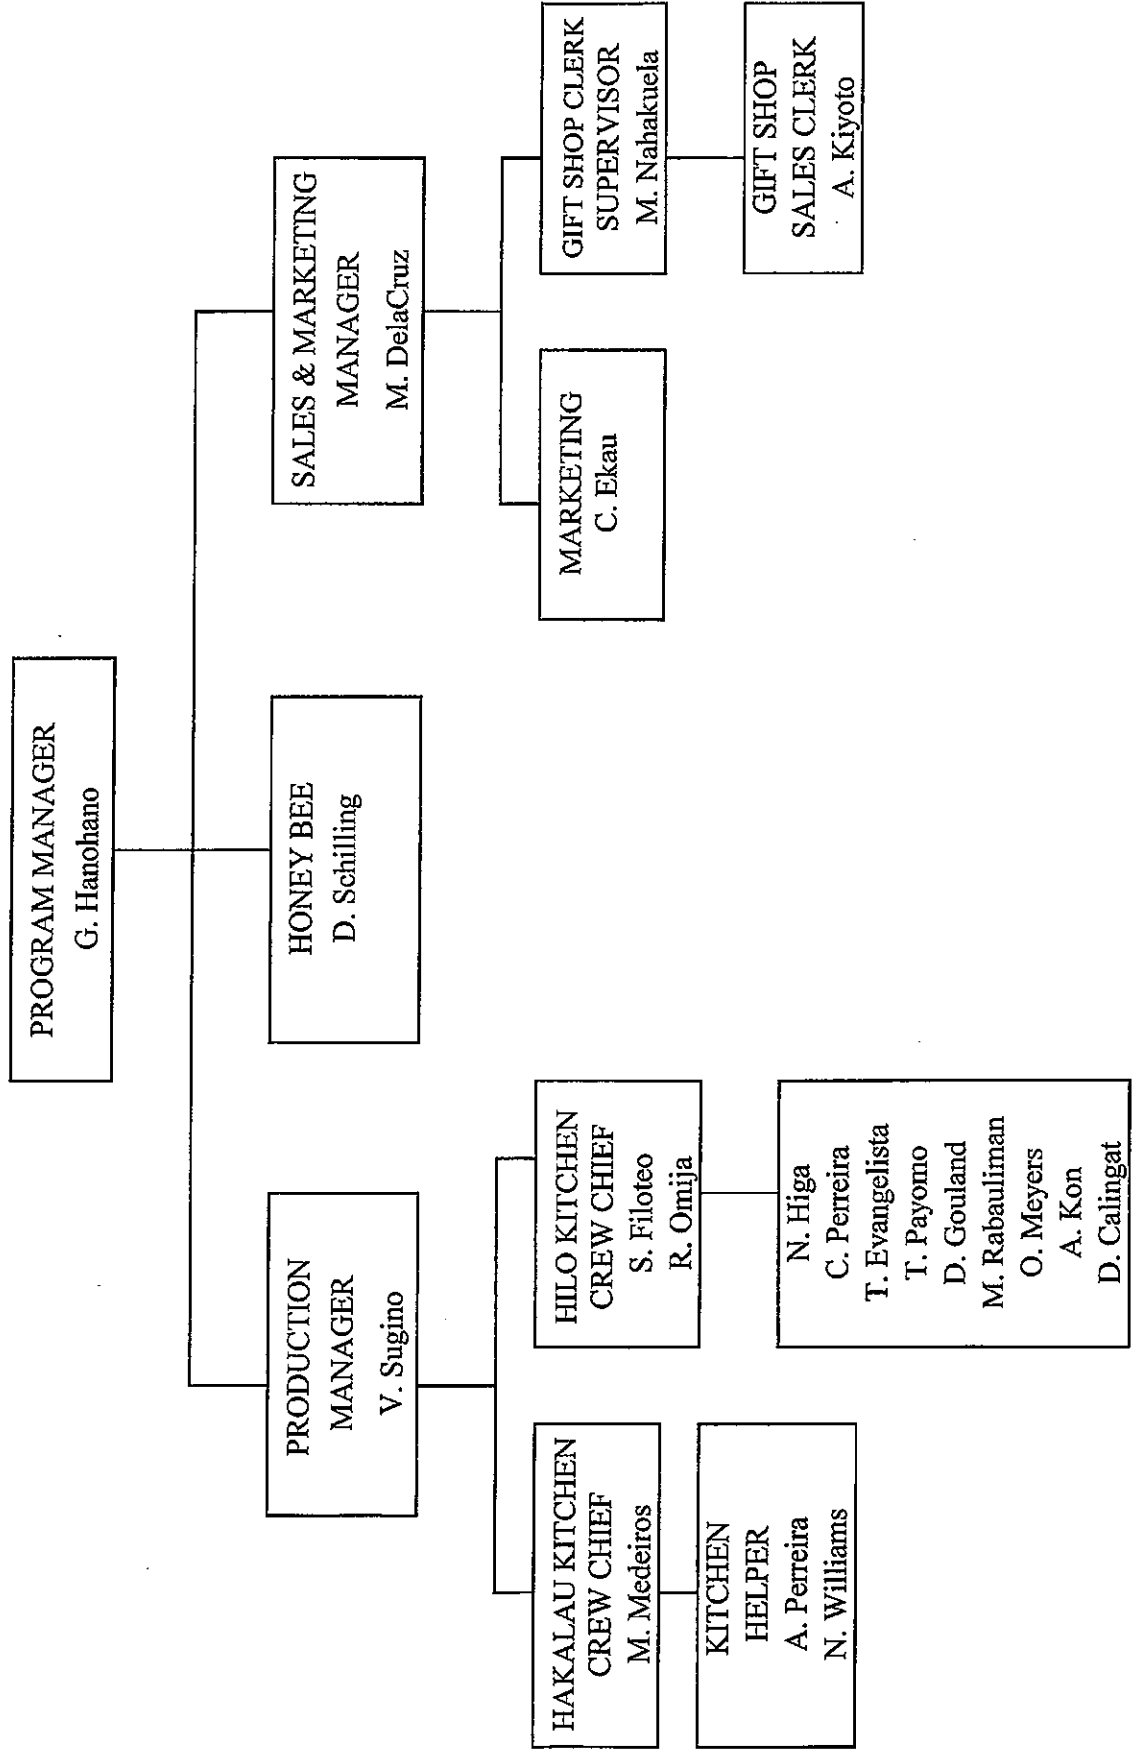 PROGRAM MANAGER
G. Hanohano
PRODUCTION
MANAGER
V. Sugino
HONEY BEE
D. Schilling
SALES & MARKETING
MANAGER
M. DelaCruz
HAKALAU KITCHEN
CREW CHIEF
M. Medeiros
HILO KITCHEN
CREW CHIEF
S. Filoteo
R. Omija
MARKETING
C. Ekau
GIFT SHOP CLERK
SUPERVISOR
M. Nahakuela
KITCHEN
HELPER
A. Perreira
N. Williams
N. Higa
C. Perreira
T. Evangelista
T. Payomo
D. Gouland
M. Rabauliman
O. Meyers
A. Kon
D. Calingat
GIFT SHOP
SALES CLERK
A. Kiyoto